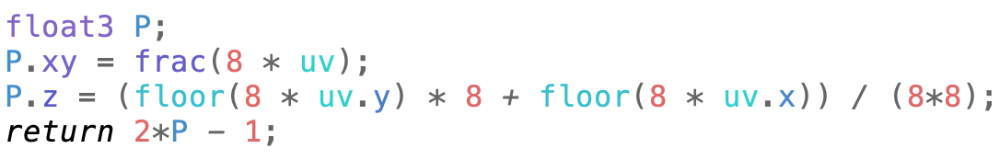 float3 P;
P.xy = frac(8 * uv);
P.z = (floor(8 * uv.y) * 8 + floor(8 * uv.x)) / (8*8);
return 2*P - 1;